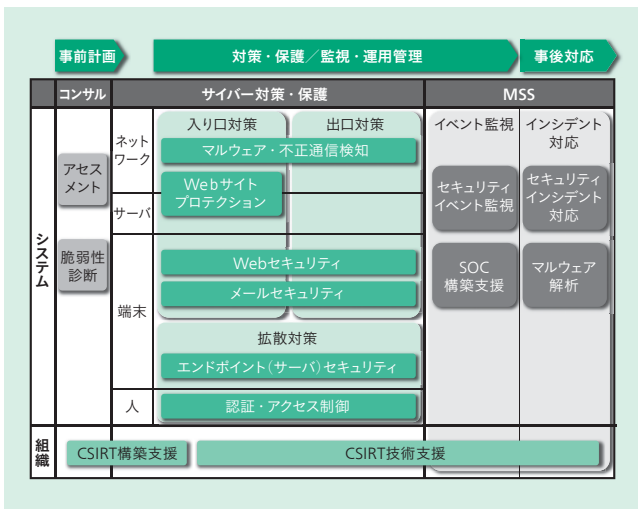 事前計画
対策・保護／監視・運用管理
事後対応
コンサル
サイバー対策・保護
MSS
システム
アセス
メント
脆弱性
診断
ネット
ワーク
サーバ
端末
人
入り口対策
出口対策
マルウェア・不正通信検知
Webサイト
プロテクション
Webセキュリティ
メールセキュリティ
拡散対策
エンドポイント（サーバ）セキュリティ
認証・アクセス制御
イベント監視
セキュリティ
イベント監視
SOC
構築支援
インシデント
対応
セキュリティ
インシデント
対応
マルウェア
解析
組織
CSIRT構築支援
CSIRT技術支援